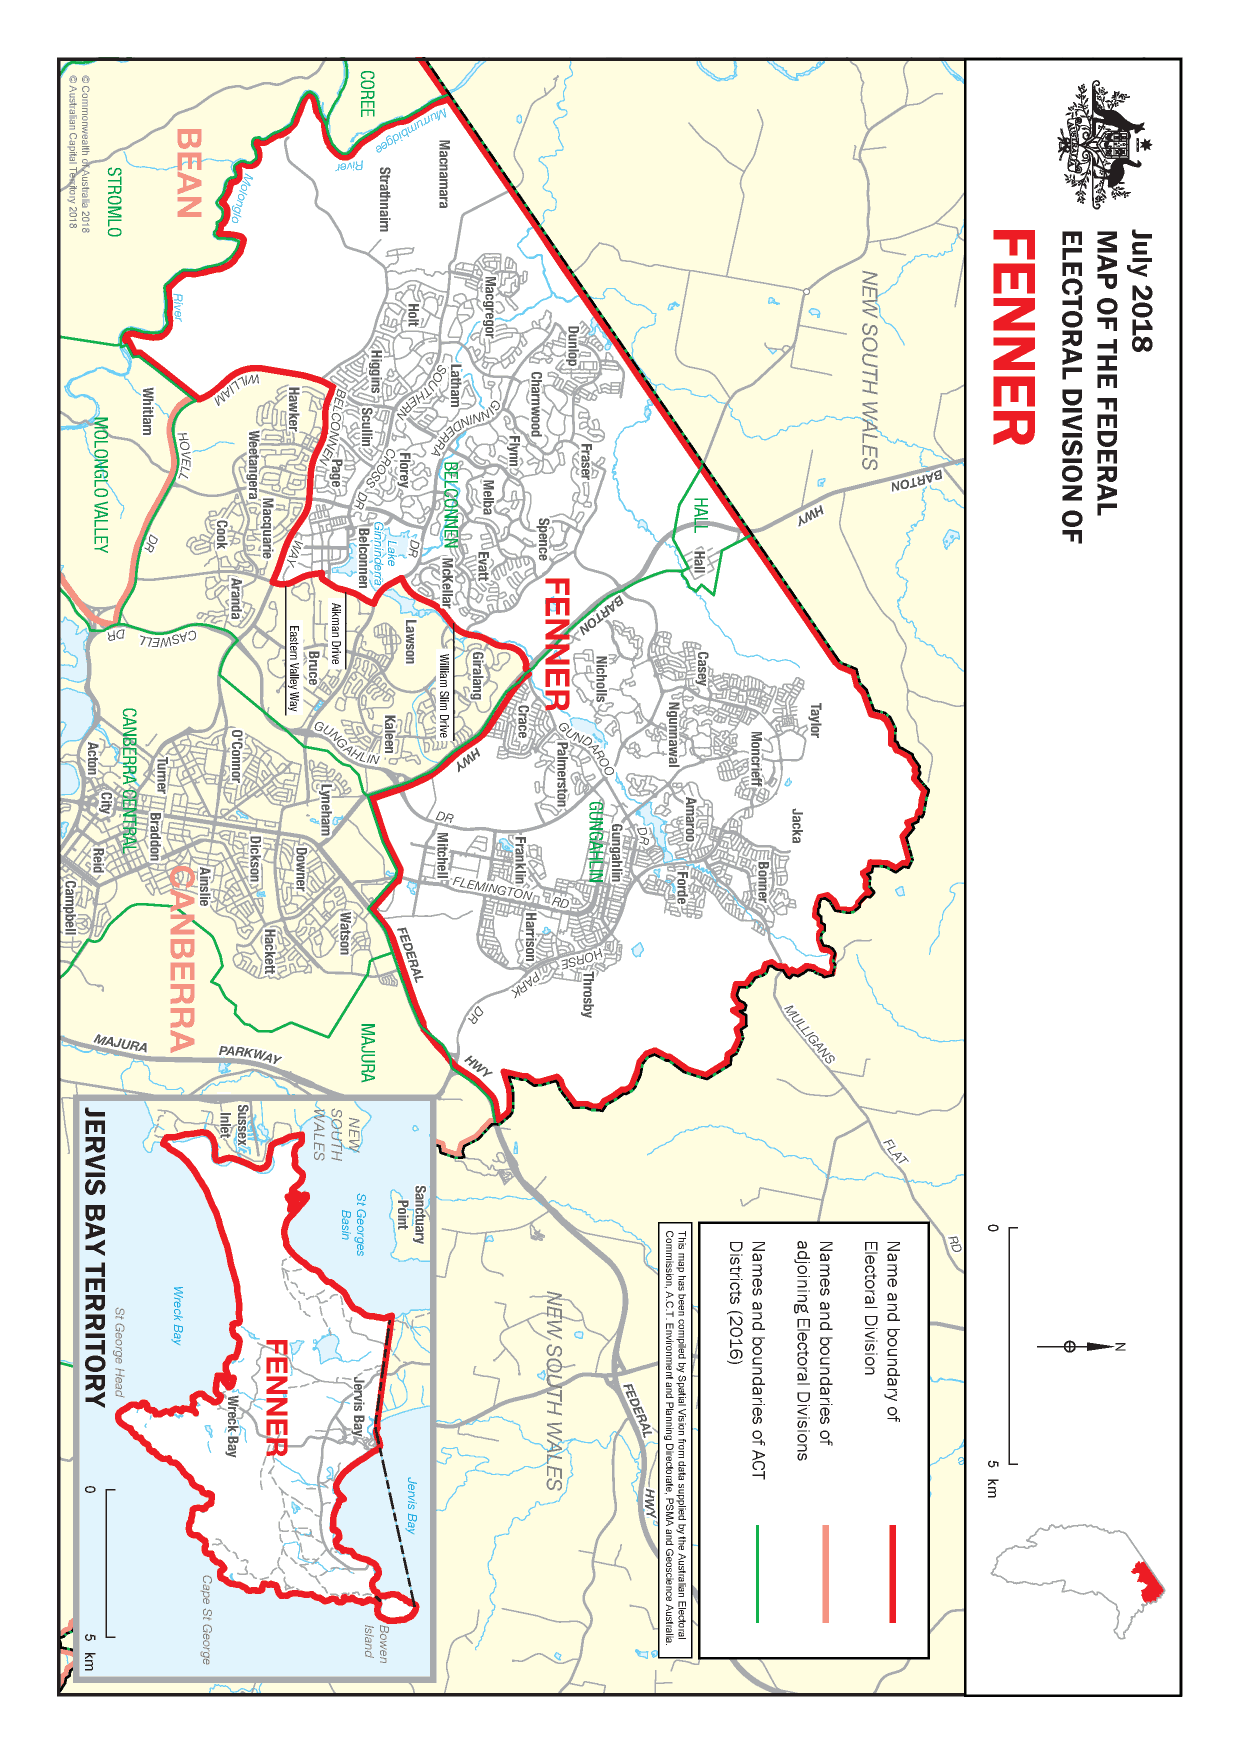 July 2018
MAP OF THE FEDERAL
ELECTORAL DIVISION OF
FENNER
0
5 km
N
Name and boundary of
Electoral Division
Names and boundaries of
adjoining Electoral Divisions
Names and boundaries of ACT
Districts (2016)
This map has been compiled by Spatial Vision from data supplied by the Australian Electoral
Commission, A.C.T. Environment and Planning Directorate, PSMA and Geoscience Australia.
NEW SOUTH WALES
BARTON
HWY
MULLIGANS
FLAT
RD
COREE
Murrumbidgee
River
Macnamara
Strathnairn
Macgregor
Holt
Dunlop
Higgins
Latham
Charnwood
SOUTHERN
CROSS
DR
GINNINDERRA
DR
Scullin
Florey
Flynn
Fraser
Page
Melba
BELCONNEN
Spence
Evatt
McKellar
Belconnen
Lake
Ginninderra
HALL
Hall
FENNER
BARTON
HWY
Taylor
Casey
Nicholls
Ngunnawal
Moncrieff
Jacka
Crace
Palmerston
GUNDAROO
DR
Amaroo
Bonner
Forde
GUNGAHLIN
Gungahlin
Franklin
Mitchell
FLEMINGTON
RD
Harrison
Throsby
HORSE
PARK
DR
BEAN
STROMLO
Molonglo
River
WILLIAM
HOVELL
DR
BELCONNEN
WAY
Hawker
Weetangera
Macquarie
Cook
Aranda
Whitlam
MOLONGLO VALLEY
Aikman Drive
Eastern Valley Way
William Slim Drive
Lawson
Giralang
Bruce
Kaleen
GUNGAHLIN
DR
CASWELL
DR
CANBERRA CENTRAL
O'Connor
Lyneham
Turner
Acton
City
Braddon
Dickson
Downer
Reid
Ainslie
Watson
Hackett
Campbell
CANBERRA
FEDERAL
HWY
MAJURA
MAJURA
PARKWAY
NEW SOUTH WALES
FEDERAL
HWY
© Commonwealth of Australia 2018
© Australian Capital Territory 2018
Sussex
Inlet
NEW
SOUTH
WALES
Sanctuary
Point
St Georges
Basin
Wreck Bay
St George Head
FENNER
Jervis Bay
Wreck Bay
Jervis Bay
Bowen
Island
Cape St George
JERVIS BAY TERRITORY
0
5 km